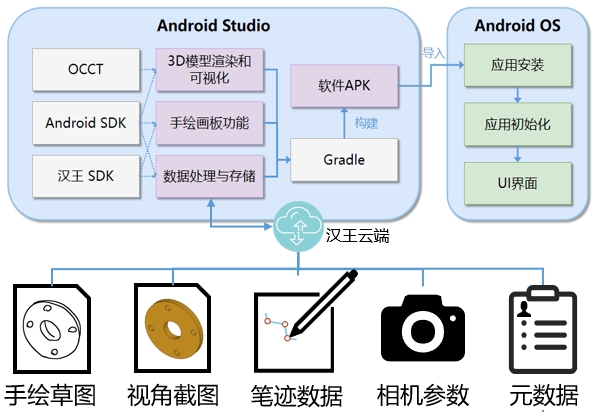 Android Studio
Android OS
OCCT
3D模型渲染和
可视化
导入
应用安装
软件APK
Android SDK
手绘画板功能
构建
应用初始化
汉王 SDK
数据处理与存储
Gradle
UI界面
汉王云端
手绘草图
视角截图
笔迹数据
相机参数
元数据